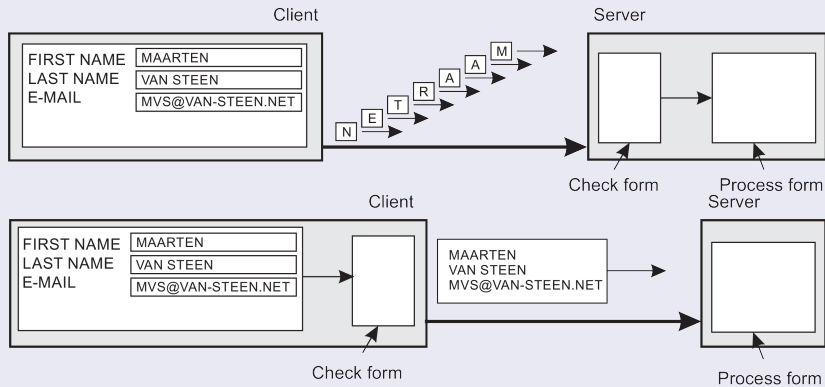 Client
Server
FIRST NAME MAARTEN
LAST NAME VAN STEEN
E-MAIL MVS@VAN-STEEN.NET
M
A
A
R
T
E
N
Check form
Process form
Client
Server
FIRST NAME MAARTEN
LAST NAME VAN STEEN
E-MAIL MVS@VAN-STEEN.NET
MAARTEN
VAN STEEN
MVS@VAN-STEEN.NET
Check form
Process form